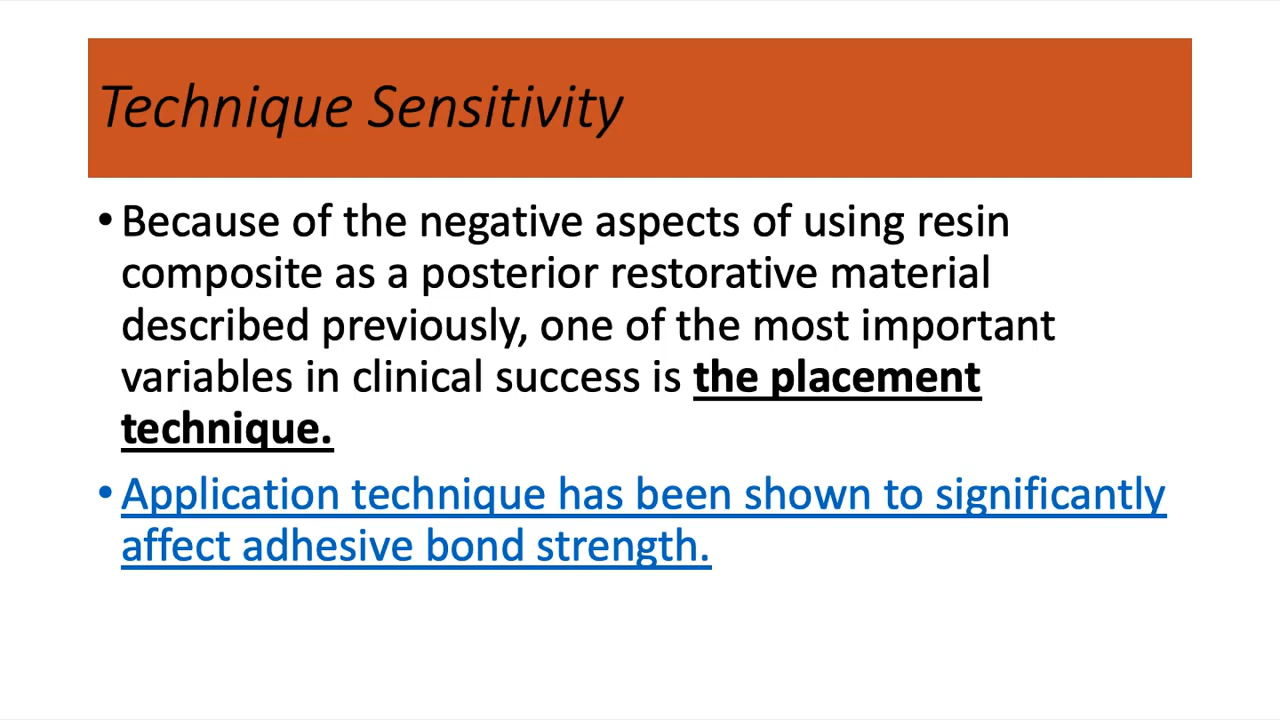 Technique Sensitivity
• Because of the negative aspects of using resin
composite as a posterior restorative material
described previously, one of the most important
variables in clinical success is the placement
technique.
• Application technique has been shown to significantly
affect adhesive bond strength.